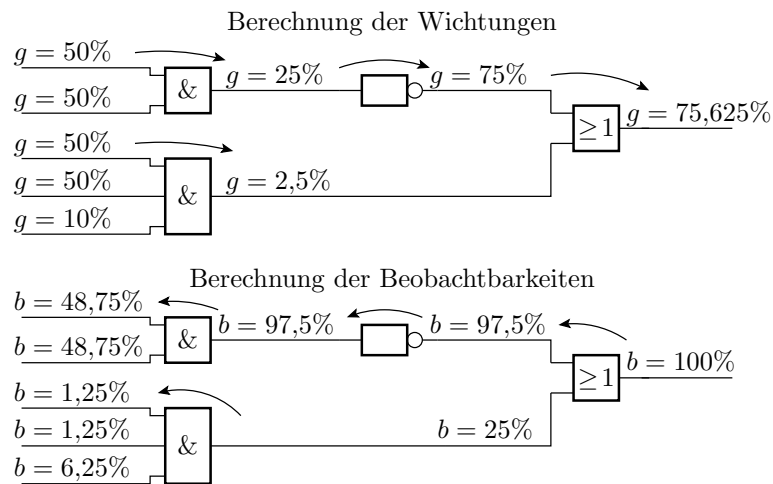 Berechnung der Wichtungen
g = 50%
g = 50%
&
g = 25%
g = 75%
≥1
g = 75,625%
g = 50%
g = 50%
g = 10%
&
g = 2,5%
Berechnung der Beobachtbarkeiten
b = 48,75%
b = 48,75%
&
b = 97,5%
b = 97,5%
≥1
b = 100%
b = 1,25%
b = 1,25%
b = 6,25%
&
b = 25%